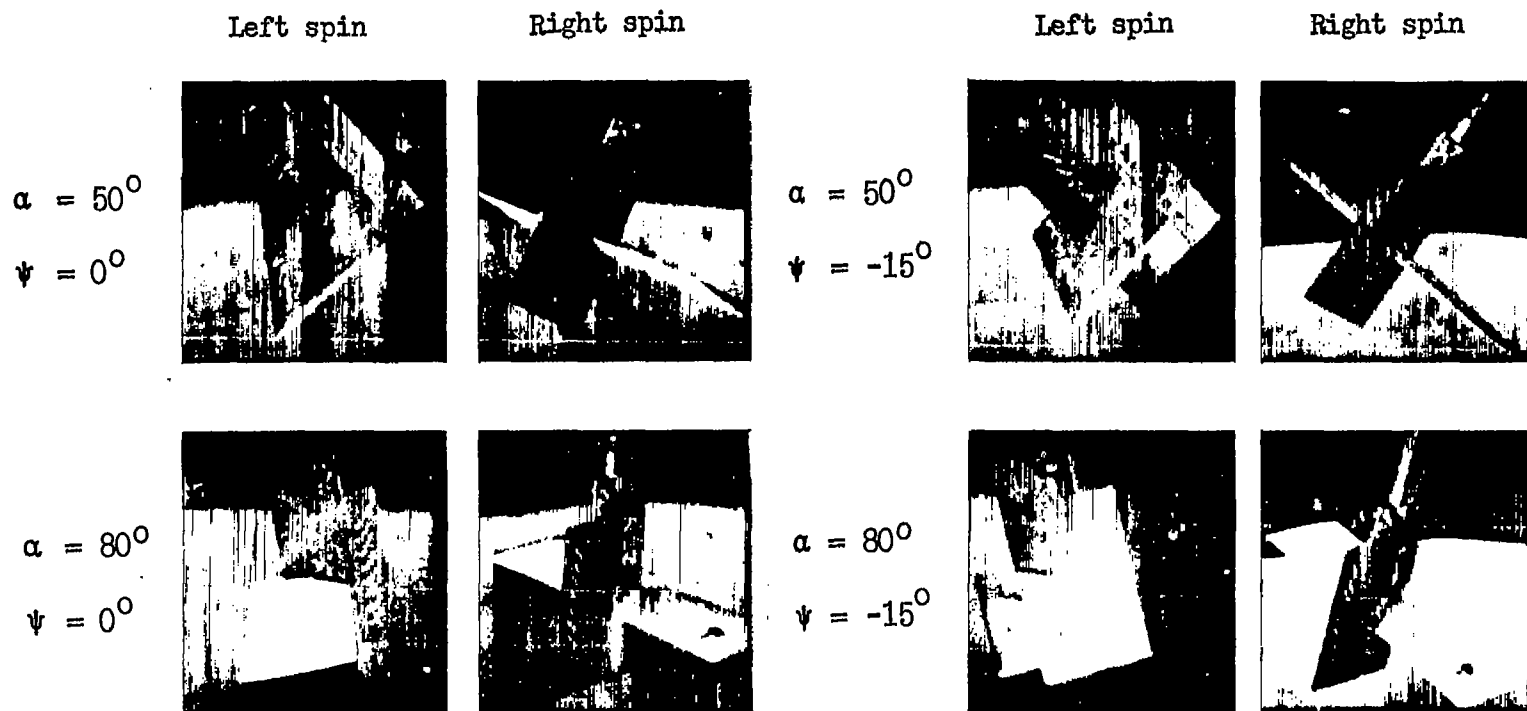 Left spin Right spin Left spin Right spin
α = 50° α = 50°
ψ = 0° ψ = -15°
α = 80° α = 80°
ψ = 0° ψ = -15°